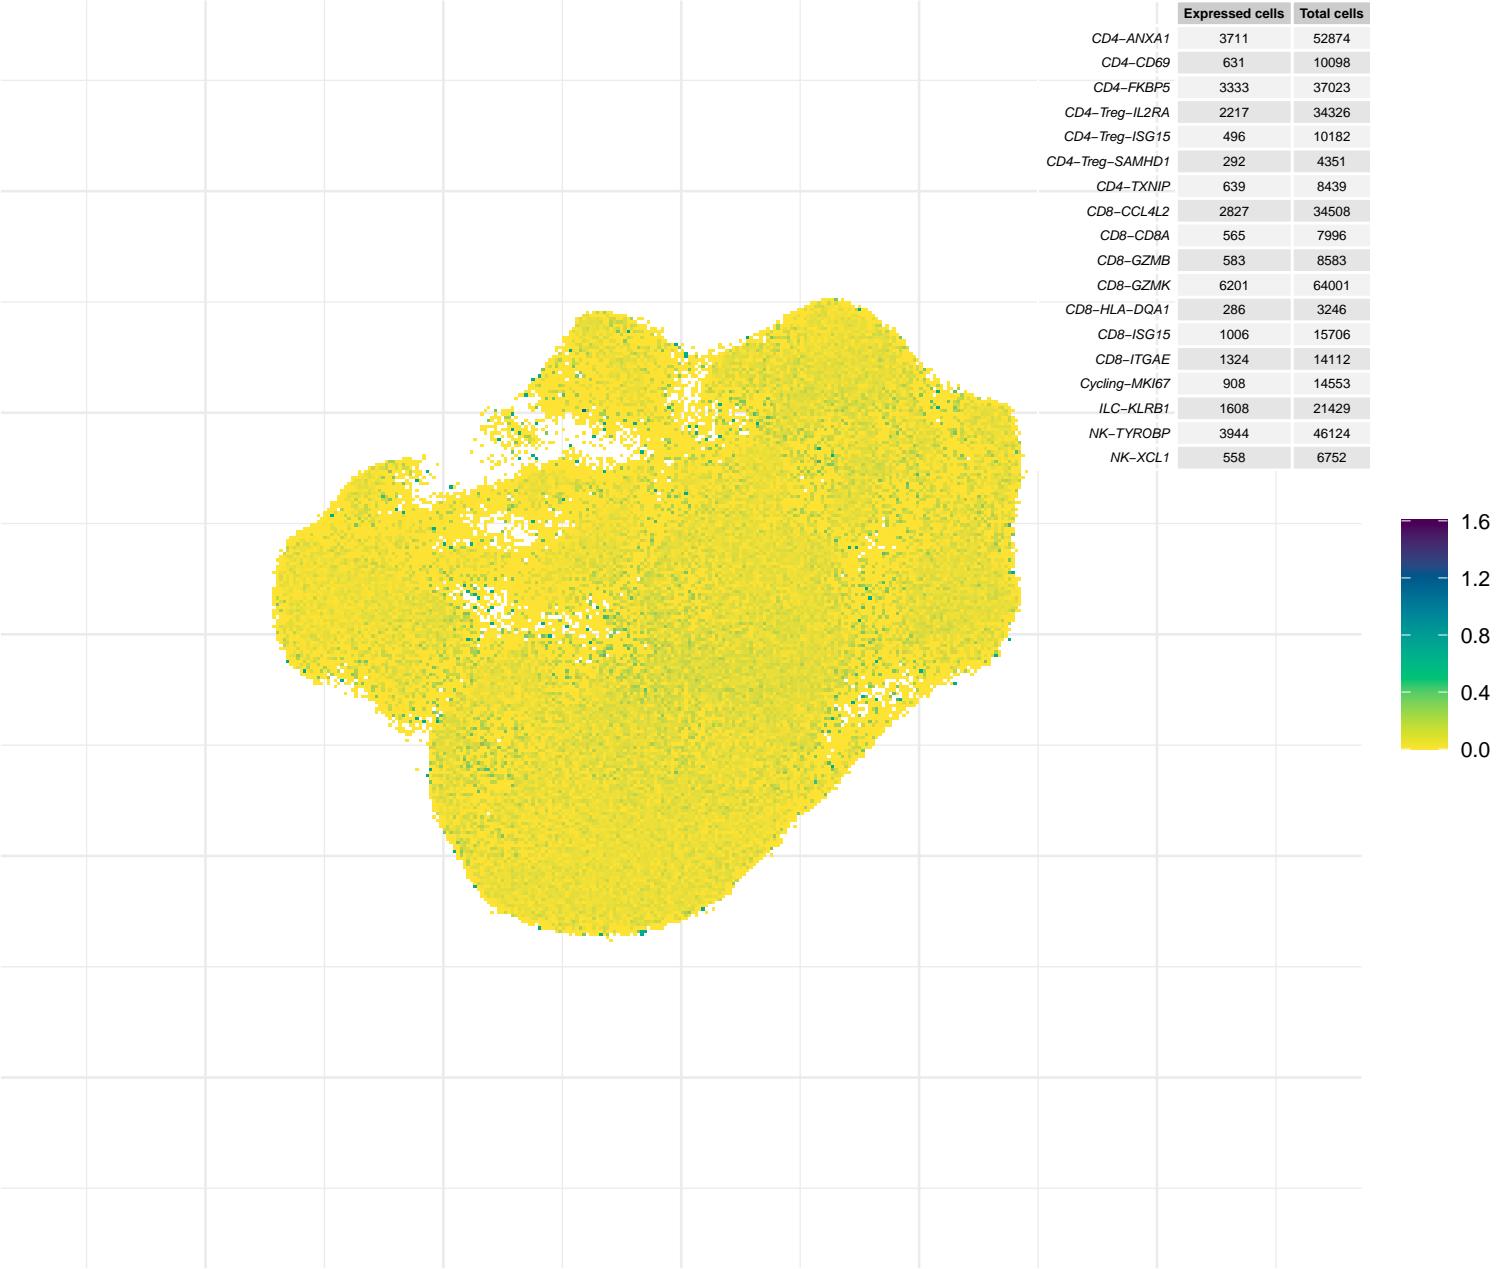 Expressed cells Total cells
CD4−ANXA1 3711 52874
CD4−CD69 631 10098
CD4−FKBP5 3333 37023
CD4−Treg−IL2RA 2217 34326
CD4−Treg−ISG15 496 10182
CD4−Treg−SAMHD1 292 4351
CD4−TXNIP 639 8439
CD8−CCL4L2 2827 34508
CD8−CD8A 565 7996
CD8−GZMB 583 8583
CD8−GZMK 6201 64001
CD8−HLA−DQA1 286 3246
CD8−ISG15 1006 15706
CD8−ITGAE 1324 14112
Cycling−MKI67 908 14553
ILC−KLRB1 1608 21429
NK−TYROBP 3944 46124
NK−XCL1 558 6752
1.6
1.2
0.8
0.4
0.0